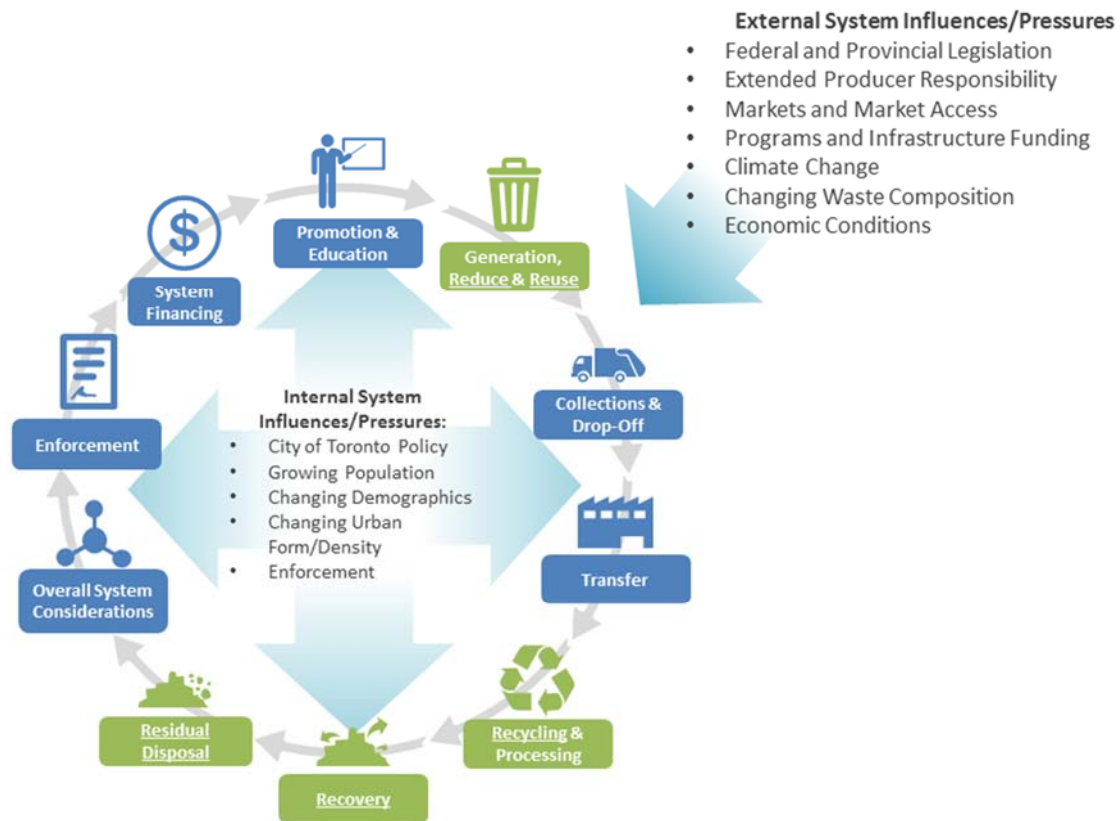 External System Influences/Pressures
• Federal and Provincial Legislation
• Extended Producer Responsibility
• Markets and Market Access
• Programs and Infrastructure Funding
• Climate Change
• Changing Waste Composition
• Economic Conditions
Promotion &
Education
Generation,
Reduce & Reuse
$
System
Financing
Collections &
Drop-Off
Enforcement
Internal System
Influences/Pressures:
• City of Toronto Policy
• Growing Population
• Changing Demographics
• Changing Urban
Form/Density
• Enforcement
Transfer
Overall System
Considerations
Recycling &
Processing
Residual
Disposal
Recovery